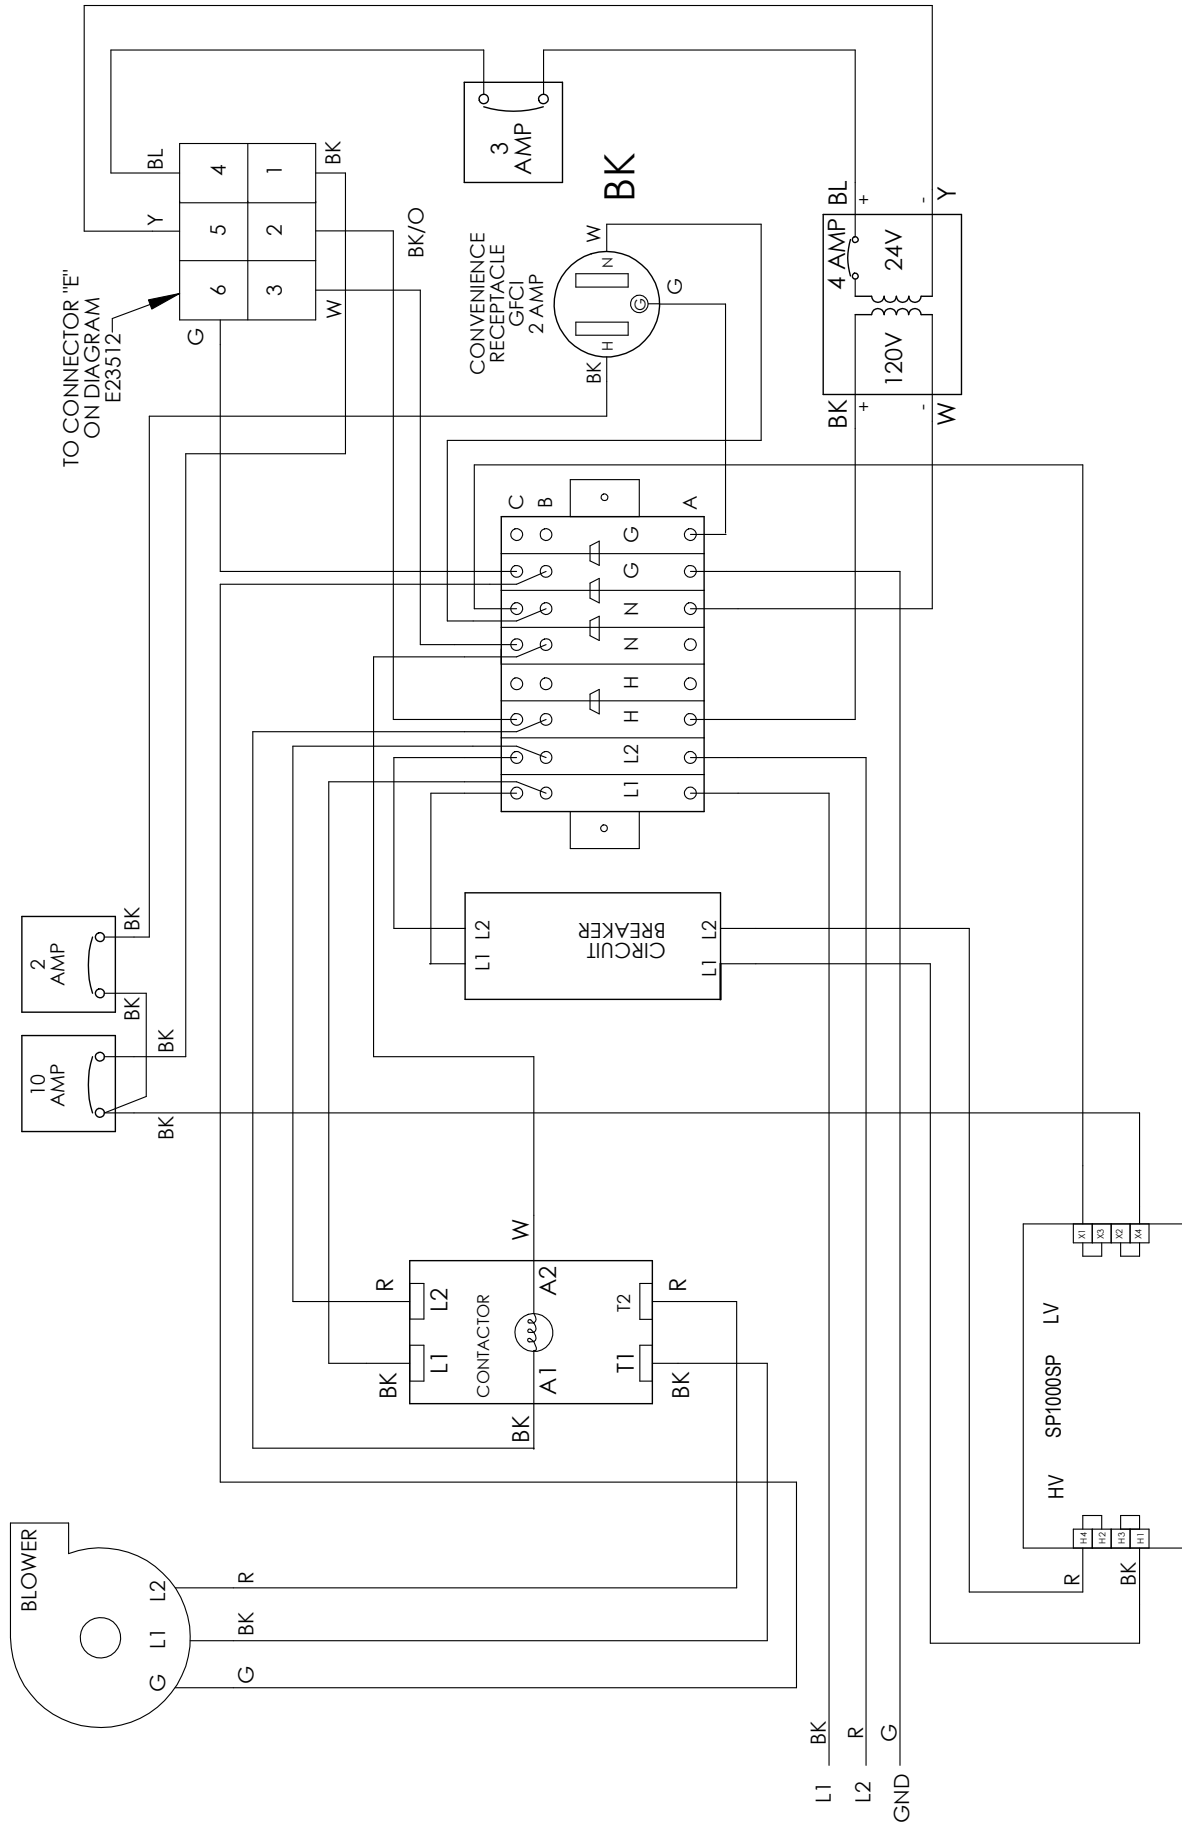 TO CONNECTOR "E"
ON DIAGRAM
E23512
BL
Y
G
4
5
6
1
2
3
BK
BK/O
W
3
AMP
BK
CONVENIENCE
RECEPTACLE
GFCI
2 AMP
W
N
G
G
H
BK
BL
+
4 AMP
24V
-
Y
120V
BK
+
-
W
C
B
A
G
G
N
N
H
H
L2
L1
2
AMP
BK
BK
10
AMP
BK
BK
L2
L1
CIRCUIT
BREAKER
L2
L1
W
R
L2
A2
T2
R
CONTACTOR
BK
L1
A1
T1
BK
BK
X1
X3
X2
X4
LV
SP1000SP
HV
H4
H2
H3
H1
R
BK
BLOWER
L2
L1
G
R
BK
G
L1
BK
L2
R
GND
G